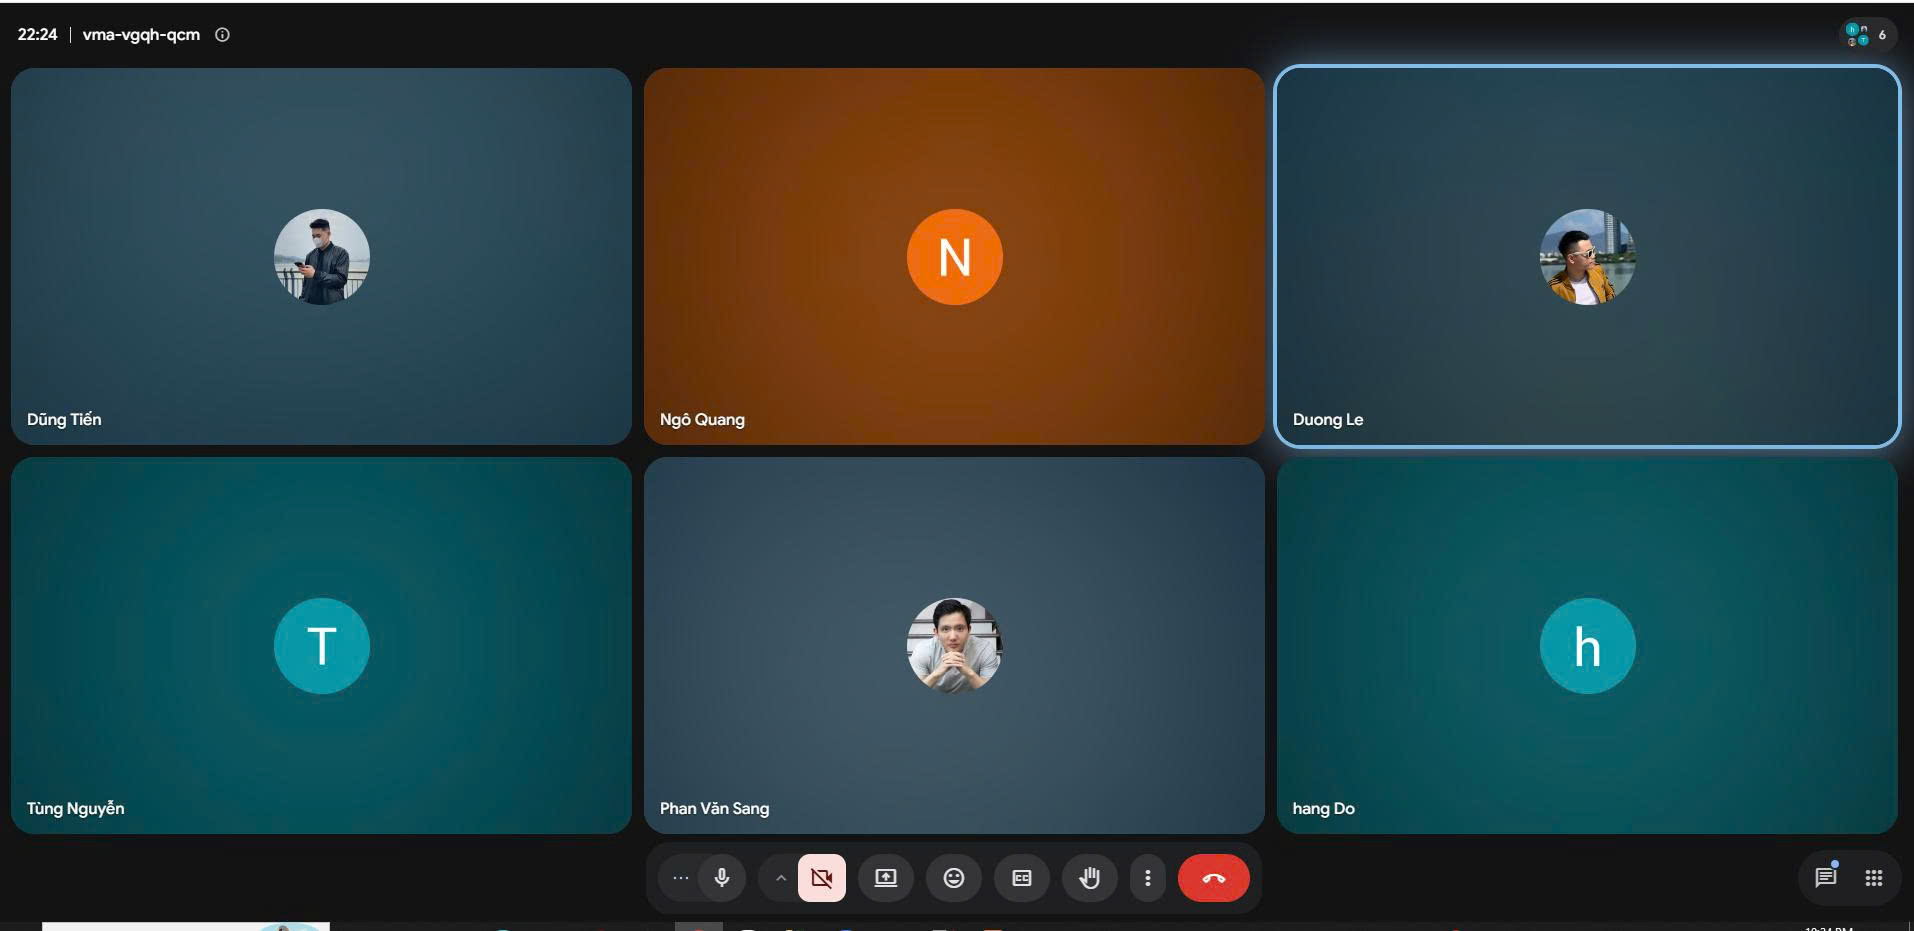 22:24 | vma-vgqh-qcm
6
Dũng Tiến
N
Ngô Quang
Duong Le
T
Tùng Nguyễn
Phan Văn Sang
h
hang Do